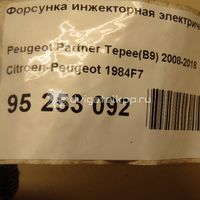 Форсунка инжекторная электрич
Peugeot Partner Tepee(B9) 2008-2018
Citroen-Peugeot 1984F7
95 253 092